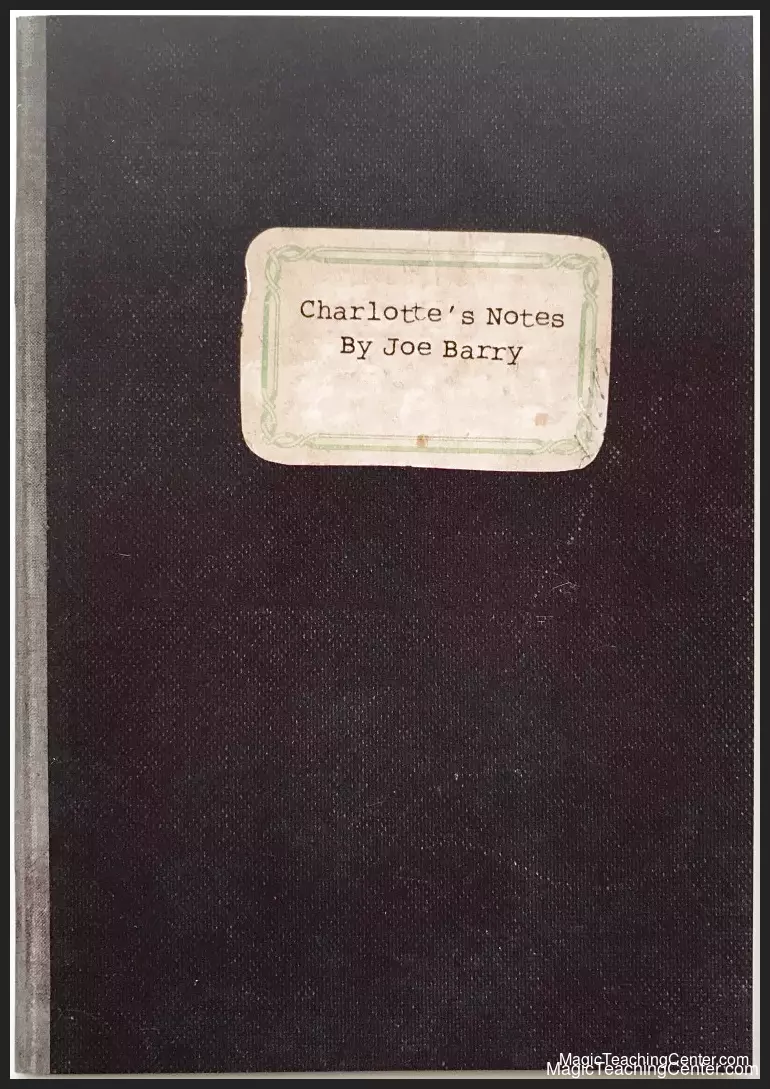 Charlotte's Notes
By Joe Barry
MagicTeachingCenter.com
MagicTeachingCenter.com